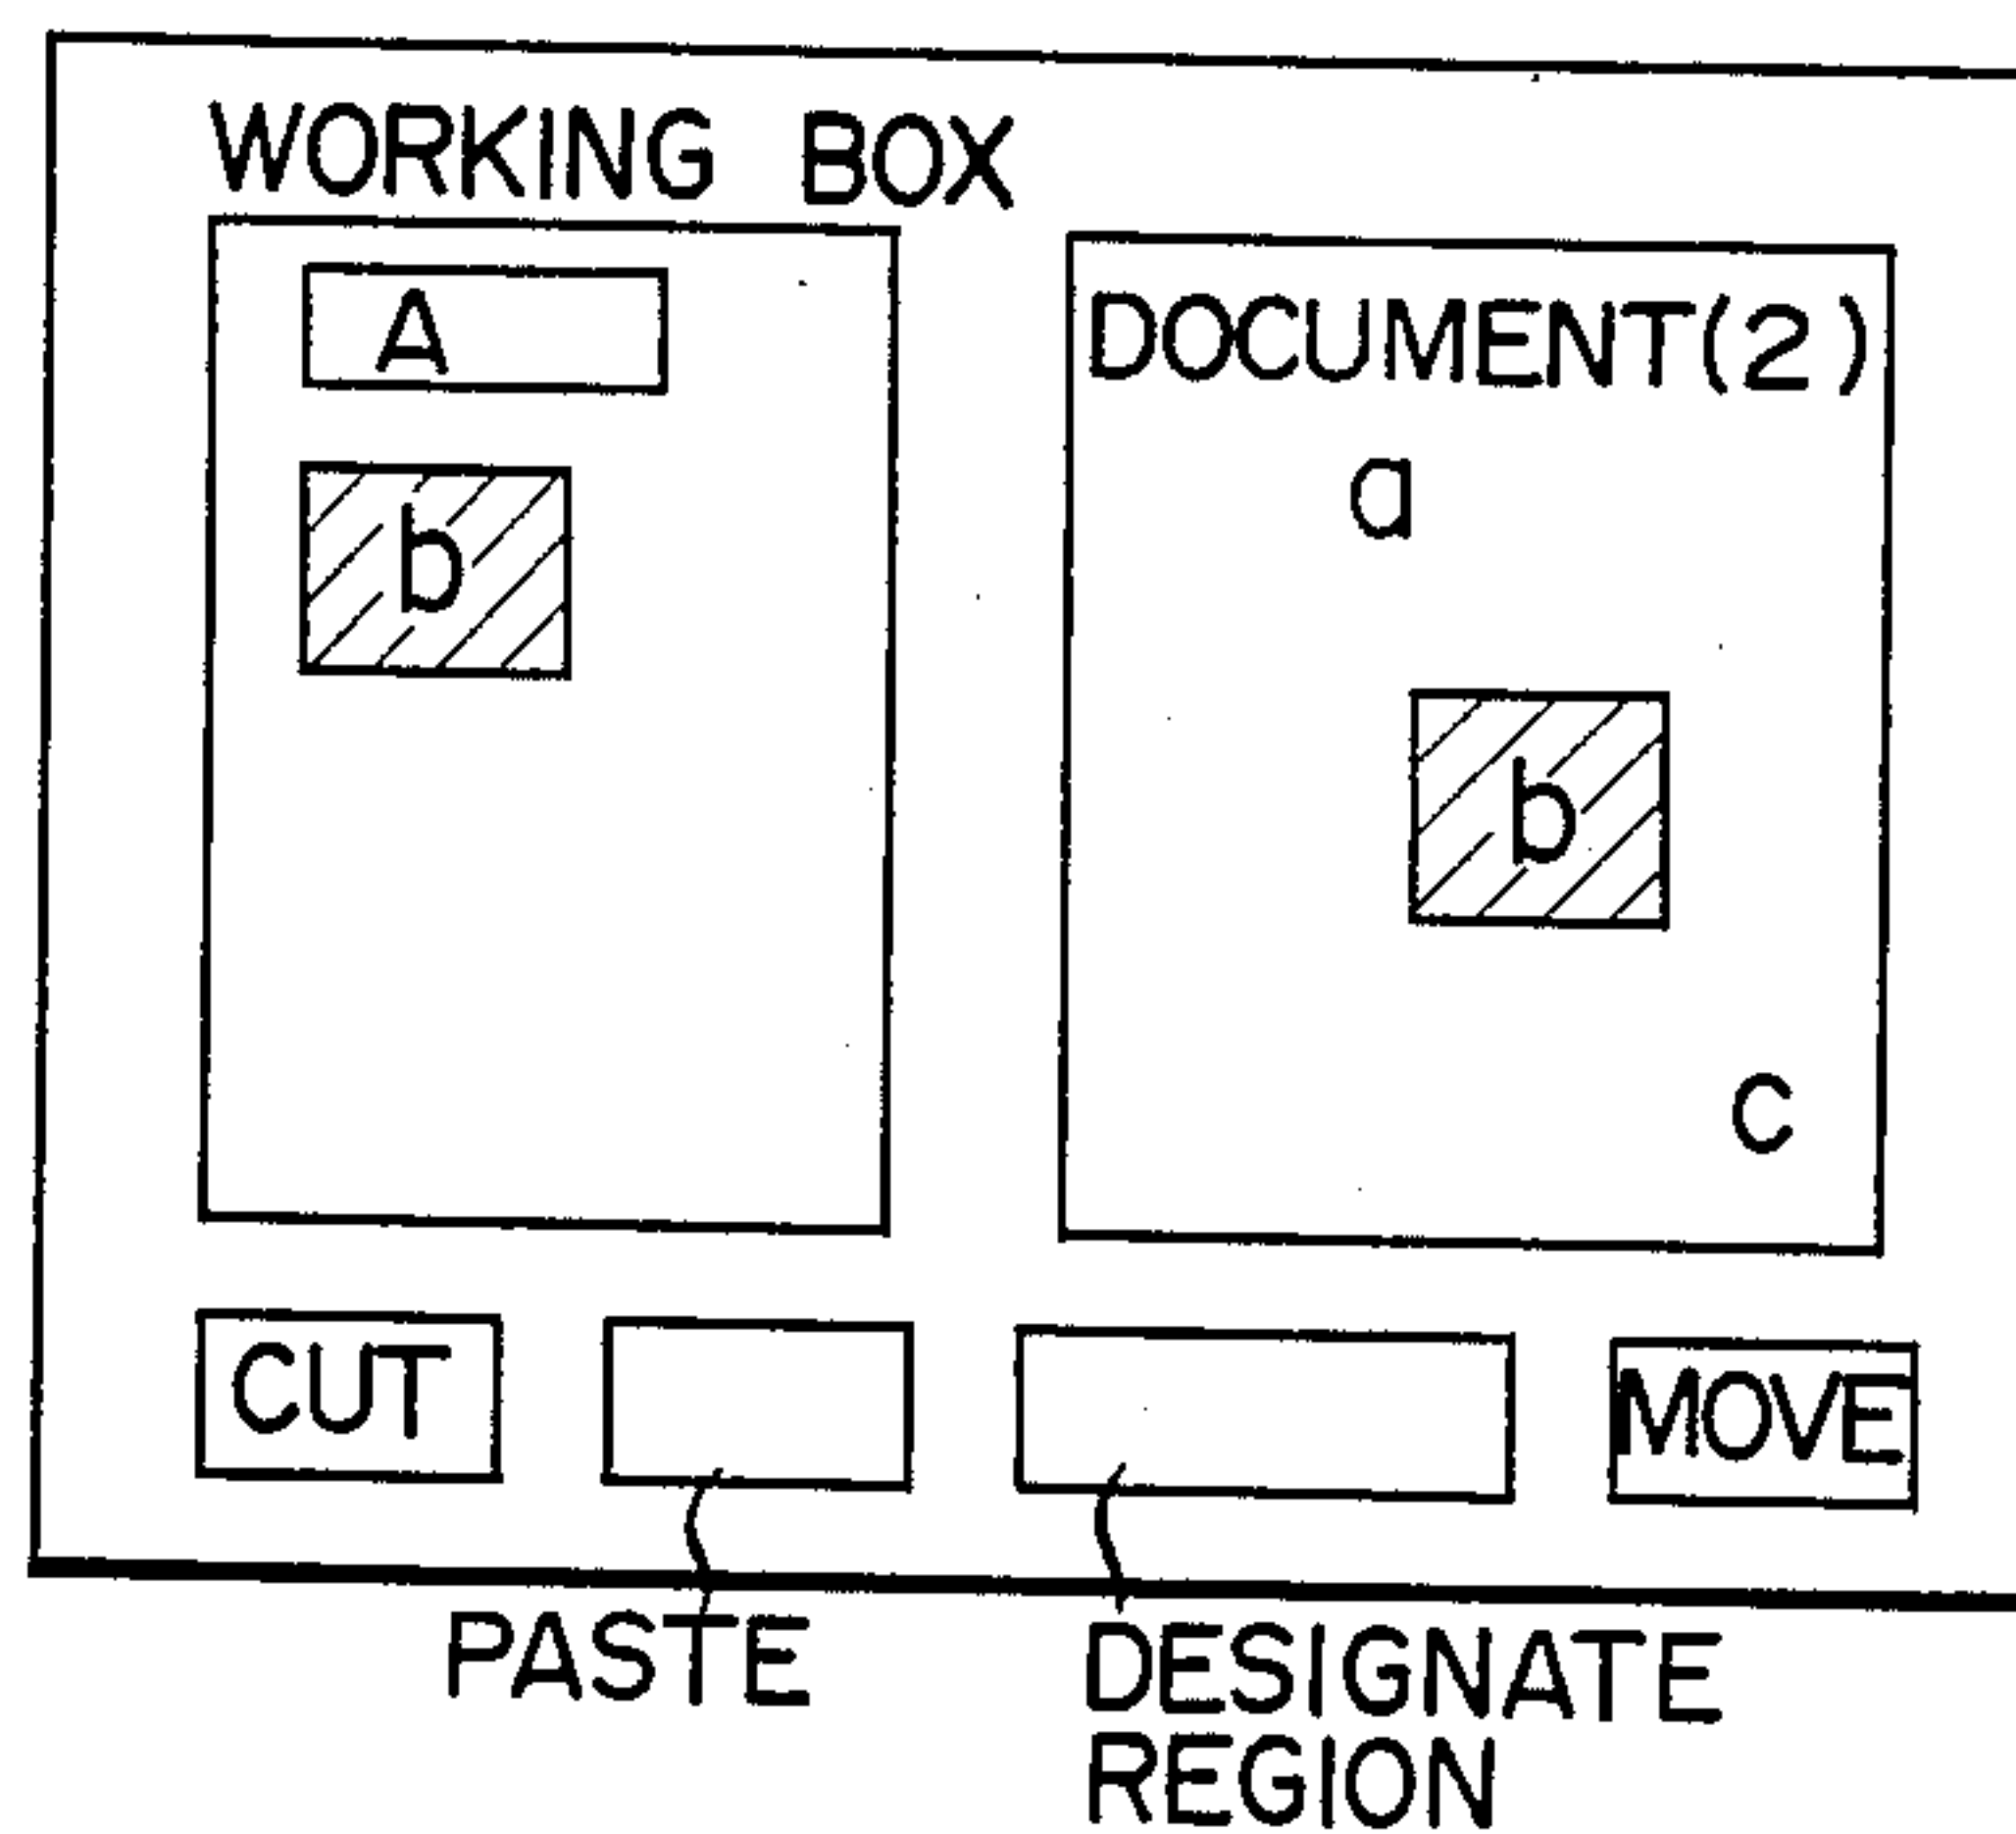 WORKING BOX
A
b
DOCUMENT(2)
a
b
c
CUT
MOVE
PASTE
DESIGNATE
REGION